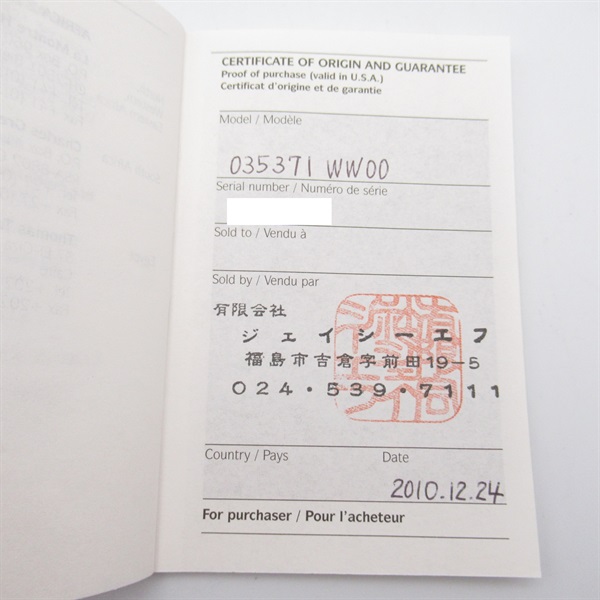 CERTIFICATE OF ORIGIN AND GUARANTEE
Proof of purchase (valid in U.S.A.)
Certificat d'origine et de garantie
Model / Modèle
035371 WW00
Serial number / Numéro de série
Sold to / Vendu à
Sold by / Vendu par
有限会社
ジェイシーエフ
福島市吉倉字前田19-5
024・539・7111
Country / Pays
Date
2010.12.24
For purchaser / Pour l'acheteur